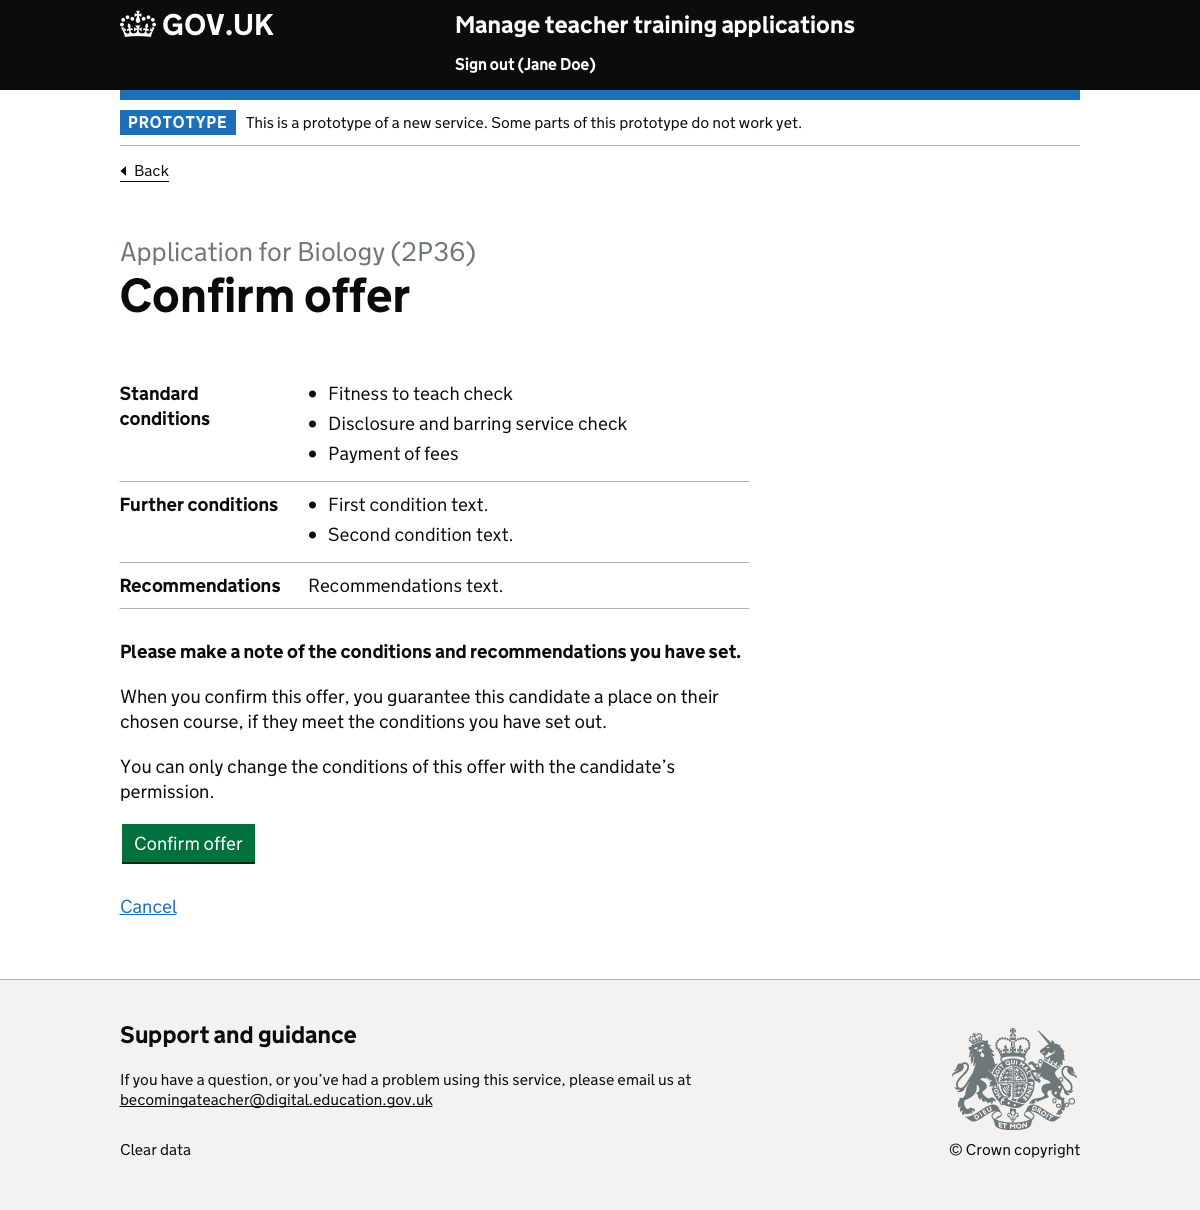 GOV.UK
Manage teacher training applications
Sign out (Jane Doe)
PROTOTYPE This is a prototype of a new service. Some parts of this prototype do not work yet.
Back
Application for Biology (2P36)
Confirm offer
Standard
conditions
• Fitness to teach check
• Disclosure and barring service check
• Payment of fees
Further conditions
• First condition text.
• Second condition text.
Recommendations
Recommendations text.
Please make a note of the conditions and recommendations you have set.
When you confirm this offer, you guarantee this candidate a place on their
chosen course, if they meet the conditions you have set out.
You can only change the conditions of this offer with the candidate’s
permission.
Confirm offer
Cancel
Support and guidance
If you have a question, or you’ve had a problem using this service, please email us at
becomingateacher@digital.education.gov.uk
Clear data
DIEU ET MON DROIT
© Crown copyright